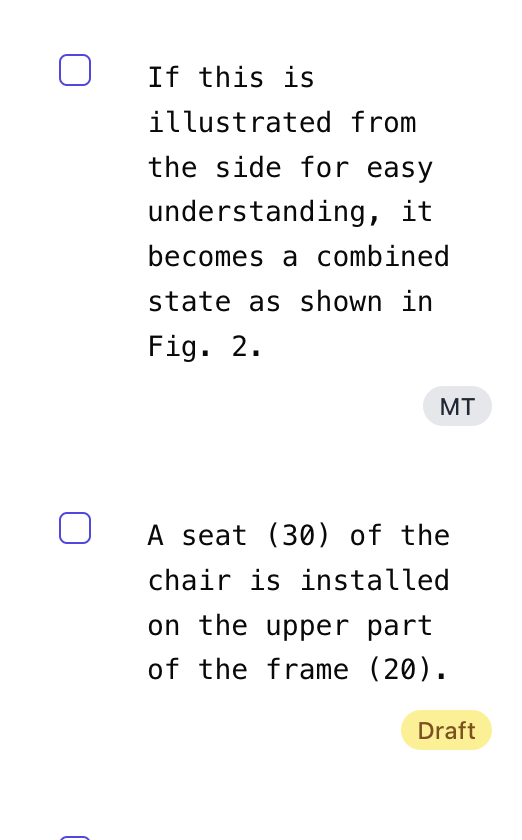 If this is
illustrated from
the side for easy
understanding, it
becomes a combined
state as shown in
Fig. 2.
MT
A seat (30) of the
chair is installed
on the upper part
of the frame (20).
Draft